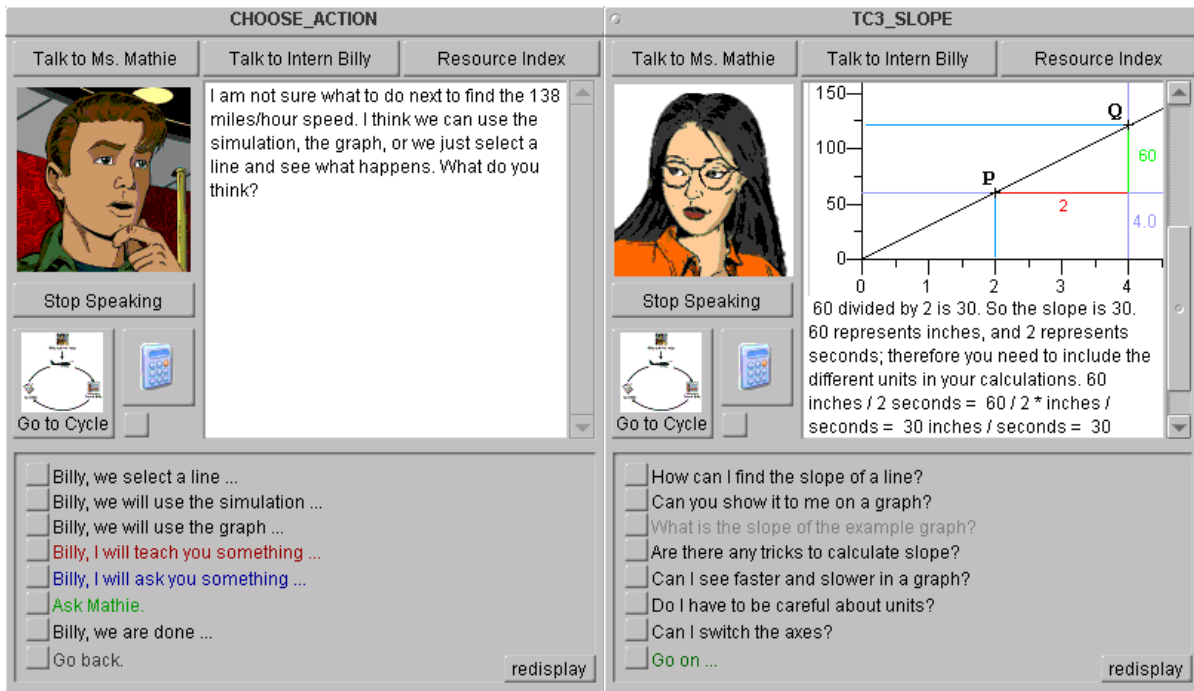 CHOOSE_ACTION
Talk to Ms. Mathie
Talk to Intern Billy
Resource Index
I am not sure what to do next to find the 138
miles/hour speed. I think we can use the
simulation, the graph, or we just select a
line and see what happens. What do you
think?
Stop Speaking
Go to Cycle
Billy, we select a line ...
Billy, we will use the simulation ...
Billy, we will use the graph ...
Billy, I will teach you something ...
Billy, I will ask you something ...
Ask Mathie.
Billy, we are done ...
Go back.
redisplay
TC3_SLOPE
Talk to Ms. Mathie
Talk to Intern Billy
Resource Index
150
100
50
0
0
1
2
3
4
P
Q
60
2
4.0
60 divided by 2 is 30. So the slope is 30.
60 represents inches, and 2 represents
seconds; therefore you need to include the
different units in your calculations. 60
inches / 2 seconds = 60 / 2 * inches /
seconds = 30 inches / seconds = 30
Stop Speaking
Go to Cycle
How can I find the slope of a line?
Can you show it to me on a graph?
What is the slope of the example graph?
Are there any tricks to calculate slope?
Can I see faster and slower in a graph?
Do I have to be careful about units?
Can I switch the axes?
Go on ...
redisplay